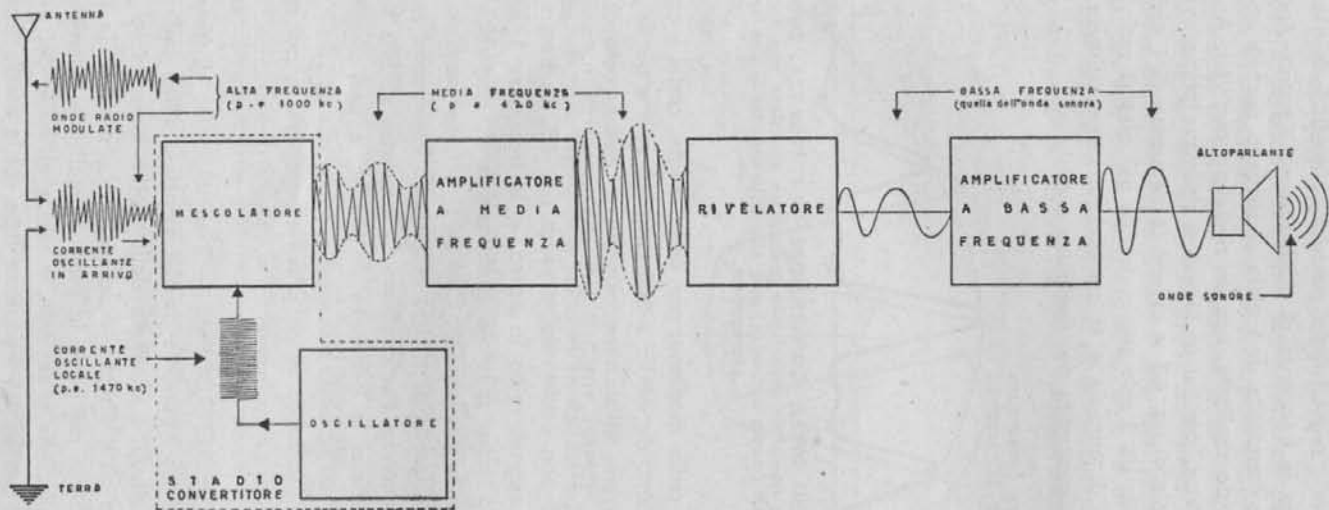 ANTENNA
ONDE RADIO
MODULATE
ALTA FREQUENZA
(p.e 1000 kc)
MEDIA FREQUENZA
( p e 420 kc )
BASSA FREQUENZA
(quella dell'onda sonora)
ALTOPARLANTE
MESCOLATORE
AMPLIFICATORE
A MEDIA
FREQUENZA
RIVELATORE
AMPLIFICATORE
A BASSA
FREQUENZA
CORRENTE
OSCILLANTE
IN ARRIVO
ONDE SONORE
CORRENTE
OSCILLANTE
LOCALE
(p.e. 1470 kc)
OSCILLATORE
STADIO
CONVERTITORE
TERRA